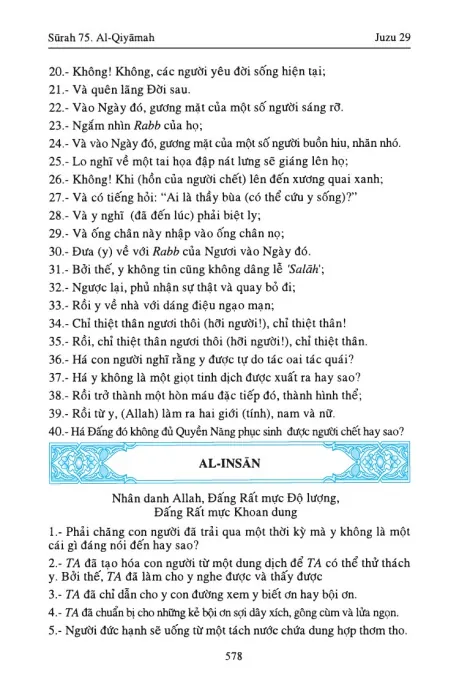 Sūrah 75. Al-Qiyāmah Juzu 29
20.- Không! Không, các người yêu đời sống hiện tại;
21.- Và quên lãng Đời sau.
22.- Vào Ngày đó, gương mặt của một số người sáng rỡ.
23.- Ngắm nhìn Rabb của họ;
24.- Và vào Ngày đó, gương mặt của một số người buồn hiu, nhăn nhó.
25.- Lo nghĩ về một tai họa đập nát lưng sẽ giáng lên họ;
26.- Không! Khi (hồn của người chết) lên đến xương quai xanh;
27.- Và có tiếng hỏi: “Ai là thầy bùa (có thể cứu y sống)?”
28.- Và y nghĩ (đã đến lúc) phải biệt ly;
29.- Và ống chân này nhập vào ống chân nọ;
30.- Đưa (y) về với Rabb của Ngươi vào Ngày đó.
31.- Bởi thế, y không tin cũng không dâng lễ 'Salāh';
32.- Ngược lại, phủ nhận sự thật và quay bỏ đi;
33.- Rồi y về nhà với dáng điệu ngạo mạn;
34.- Chỉ thiệt thân ngươi thôi (hỡi người!), chỉ thiệt thân!
35.- Rồi, chỉ thiệt thân ngươi thôi (hỡi người!), chỉ thiệt thân.
36.- Há con người nghĩ rằng y được tự do tác oai tác quái?
37.- Há y không là một giọt tinh dịch được xuất ra hay sao?
38.- Rồi trở thành một hòn máu đặc tiếp đó, thành hình thể;
39.- Rồi từ y, (Allah) làm ra hai giới (tính), nam và nữ.
40.- Há Đấng đó không đủ Quyền Năng phục sinh được người chết hay sao?
AL-INSĀN
Nhân danh Allah, Đấng Rất mực Độ lượng,
Đấng Rất mực Khoan dung
1.- Phải chăng con người đã trải qua một thời kỳ mà y không là một
cái gì đáng nói đến hay sao?
2.- TA đã tạo hóa con người từ một dung dịch để TA có thể thử thách
y. Bởi thế, TA đã làm cho y nghe được và thấy được
3.- TA đã chỉ dẫn cho y con đường xem y biết ơn hay bội ơn.
4.- TA đã chuẩn bị cho những kẻ bội ơn sợi dây xích, gông cùm và lửa ngọn.
5.- Người đức hạnh sẽ uống từ một tách nước chứa dung hợp thơm tho.
578